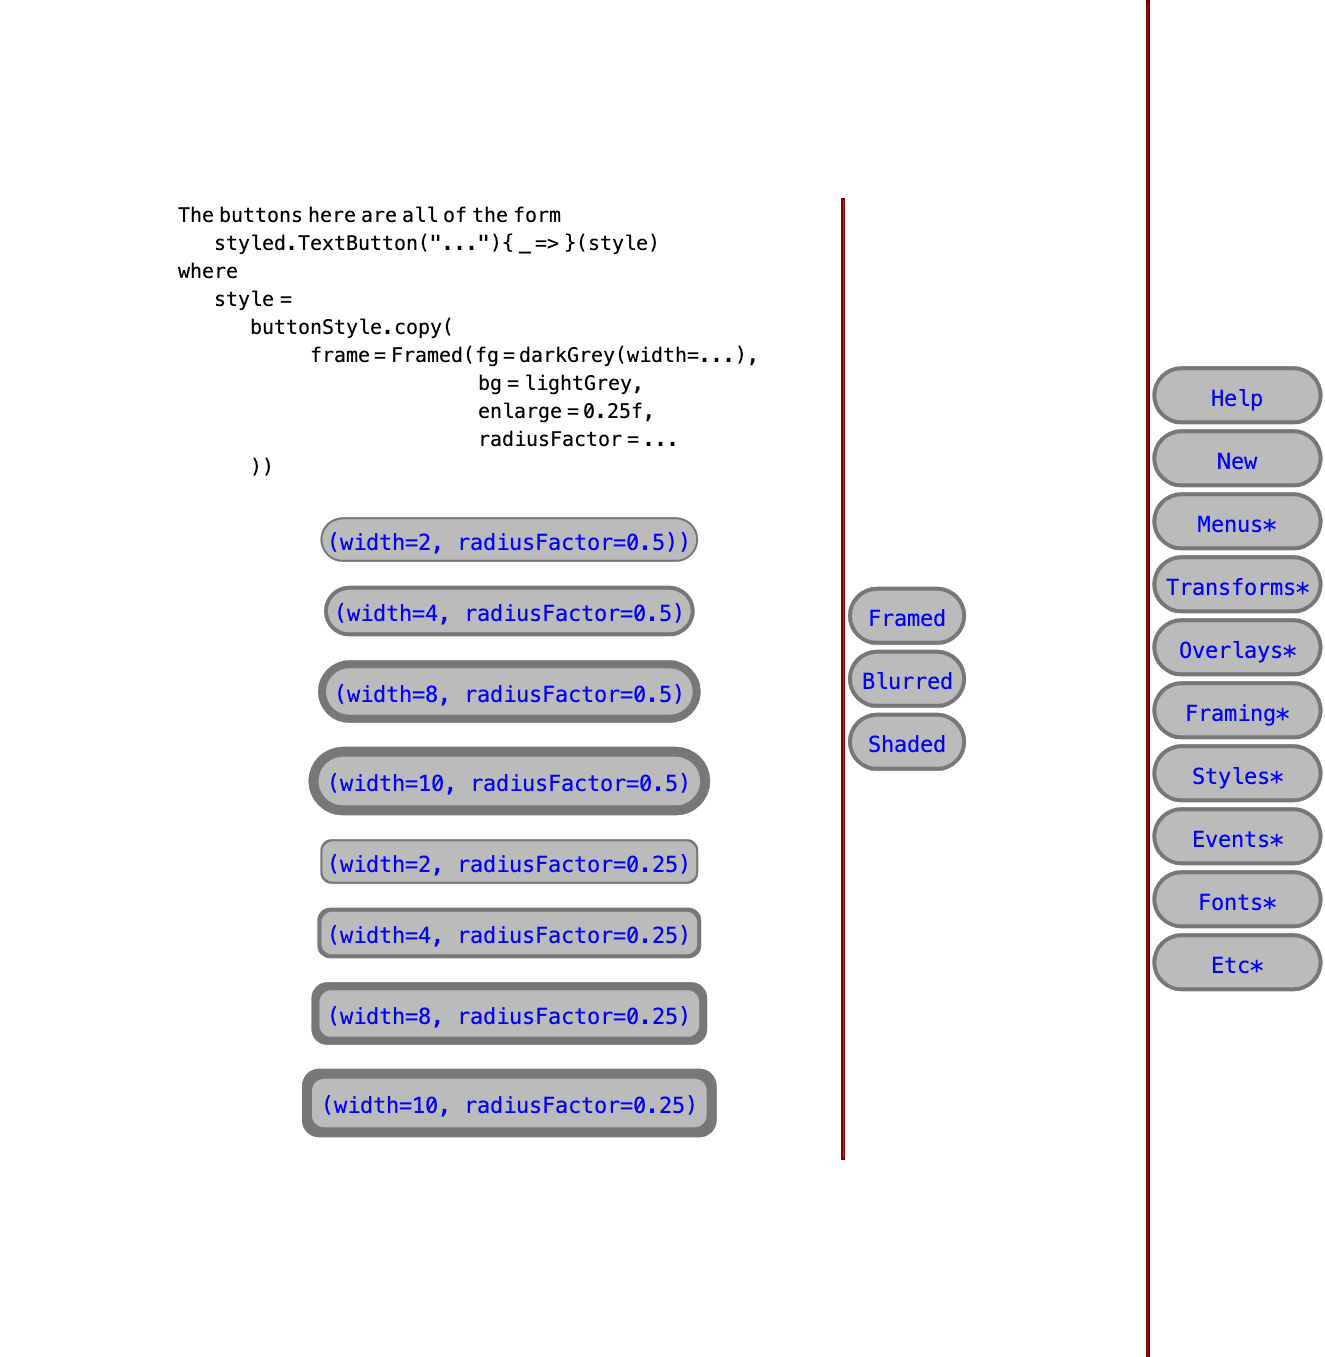 The buttons here are all of the form
styled.TextButton("..."){ _ => }(style)
where
style =
buttonStyle.copy(
frame = Framed(fg = darkGrey(width=...),
bg = lightGrey,
enlarge = 0.25f,
radiusFactor = ...
))
(width=2, radiusFactor=0.5))
(width=4, radiusFactor=0.5)
(width=8, radiusFactor=0.5)
(width=10, radiusFactor=0.5)
(width=2, radiusFactor=0.25)
(width=4, radiusFactor=0.25)
(width=8, radiusFactor=0.25)
(width=10, radiusFactor=0.25)
Framed
Blurred
Shaded
Help
New
Menus*
Transforms*
Overlays*
Framing*
Styles*
Events*
Fonts*
Etc*